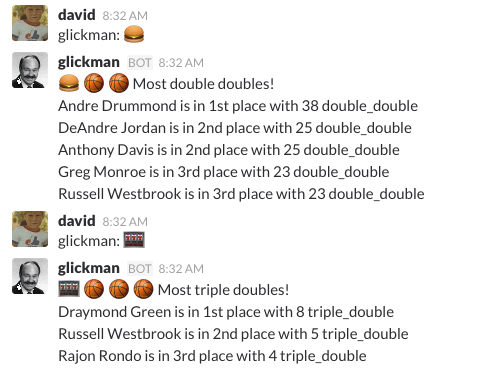 david 8:32 AM
glickman: 🍔
glickman BOT 8:32 AM
🍔 🏀 🏀 Most double doubles!
Andre Drummond is in 1st place with 38 double_double
DeAndre Jordan is in 2nd place with 25 double_double
Anthony Davis is in 2nd place with 25 double_double
Greg Monroe is in 3rd place with 23 double_double
Russell Westbrook is in 3rd place with 23 double_double
david 8:32 AM
glickman: 🎰
glickman BOT 8:32 AM
🎰 🏀 🏀 🏀 Most triple doubles!
Draymond Green is in 1st place with 8 triple_double
Russell Westbrook is in 2nd place with 5 triple_double
Rajon Rondo is in 3rd place with 4 triple_double